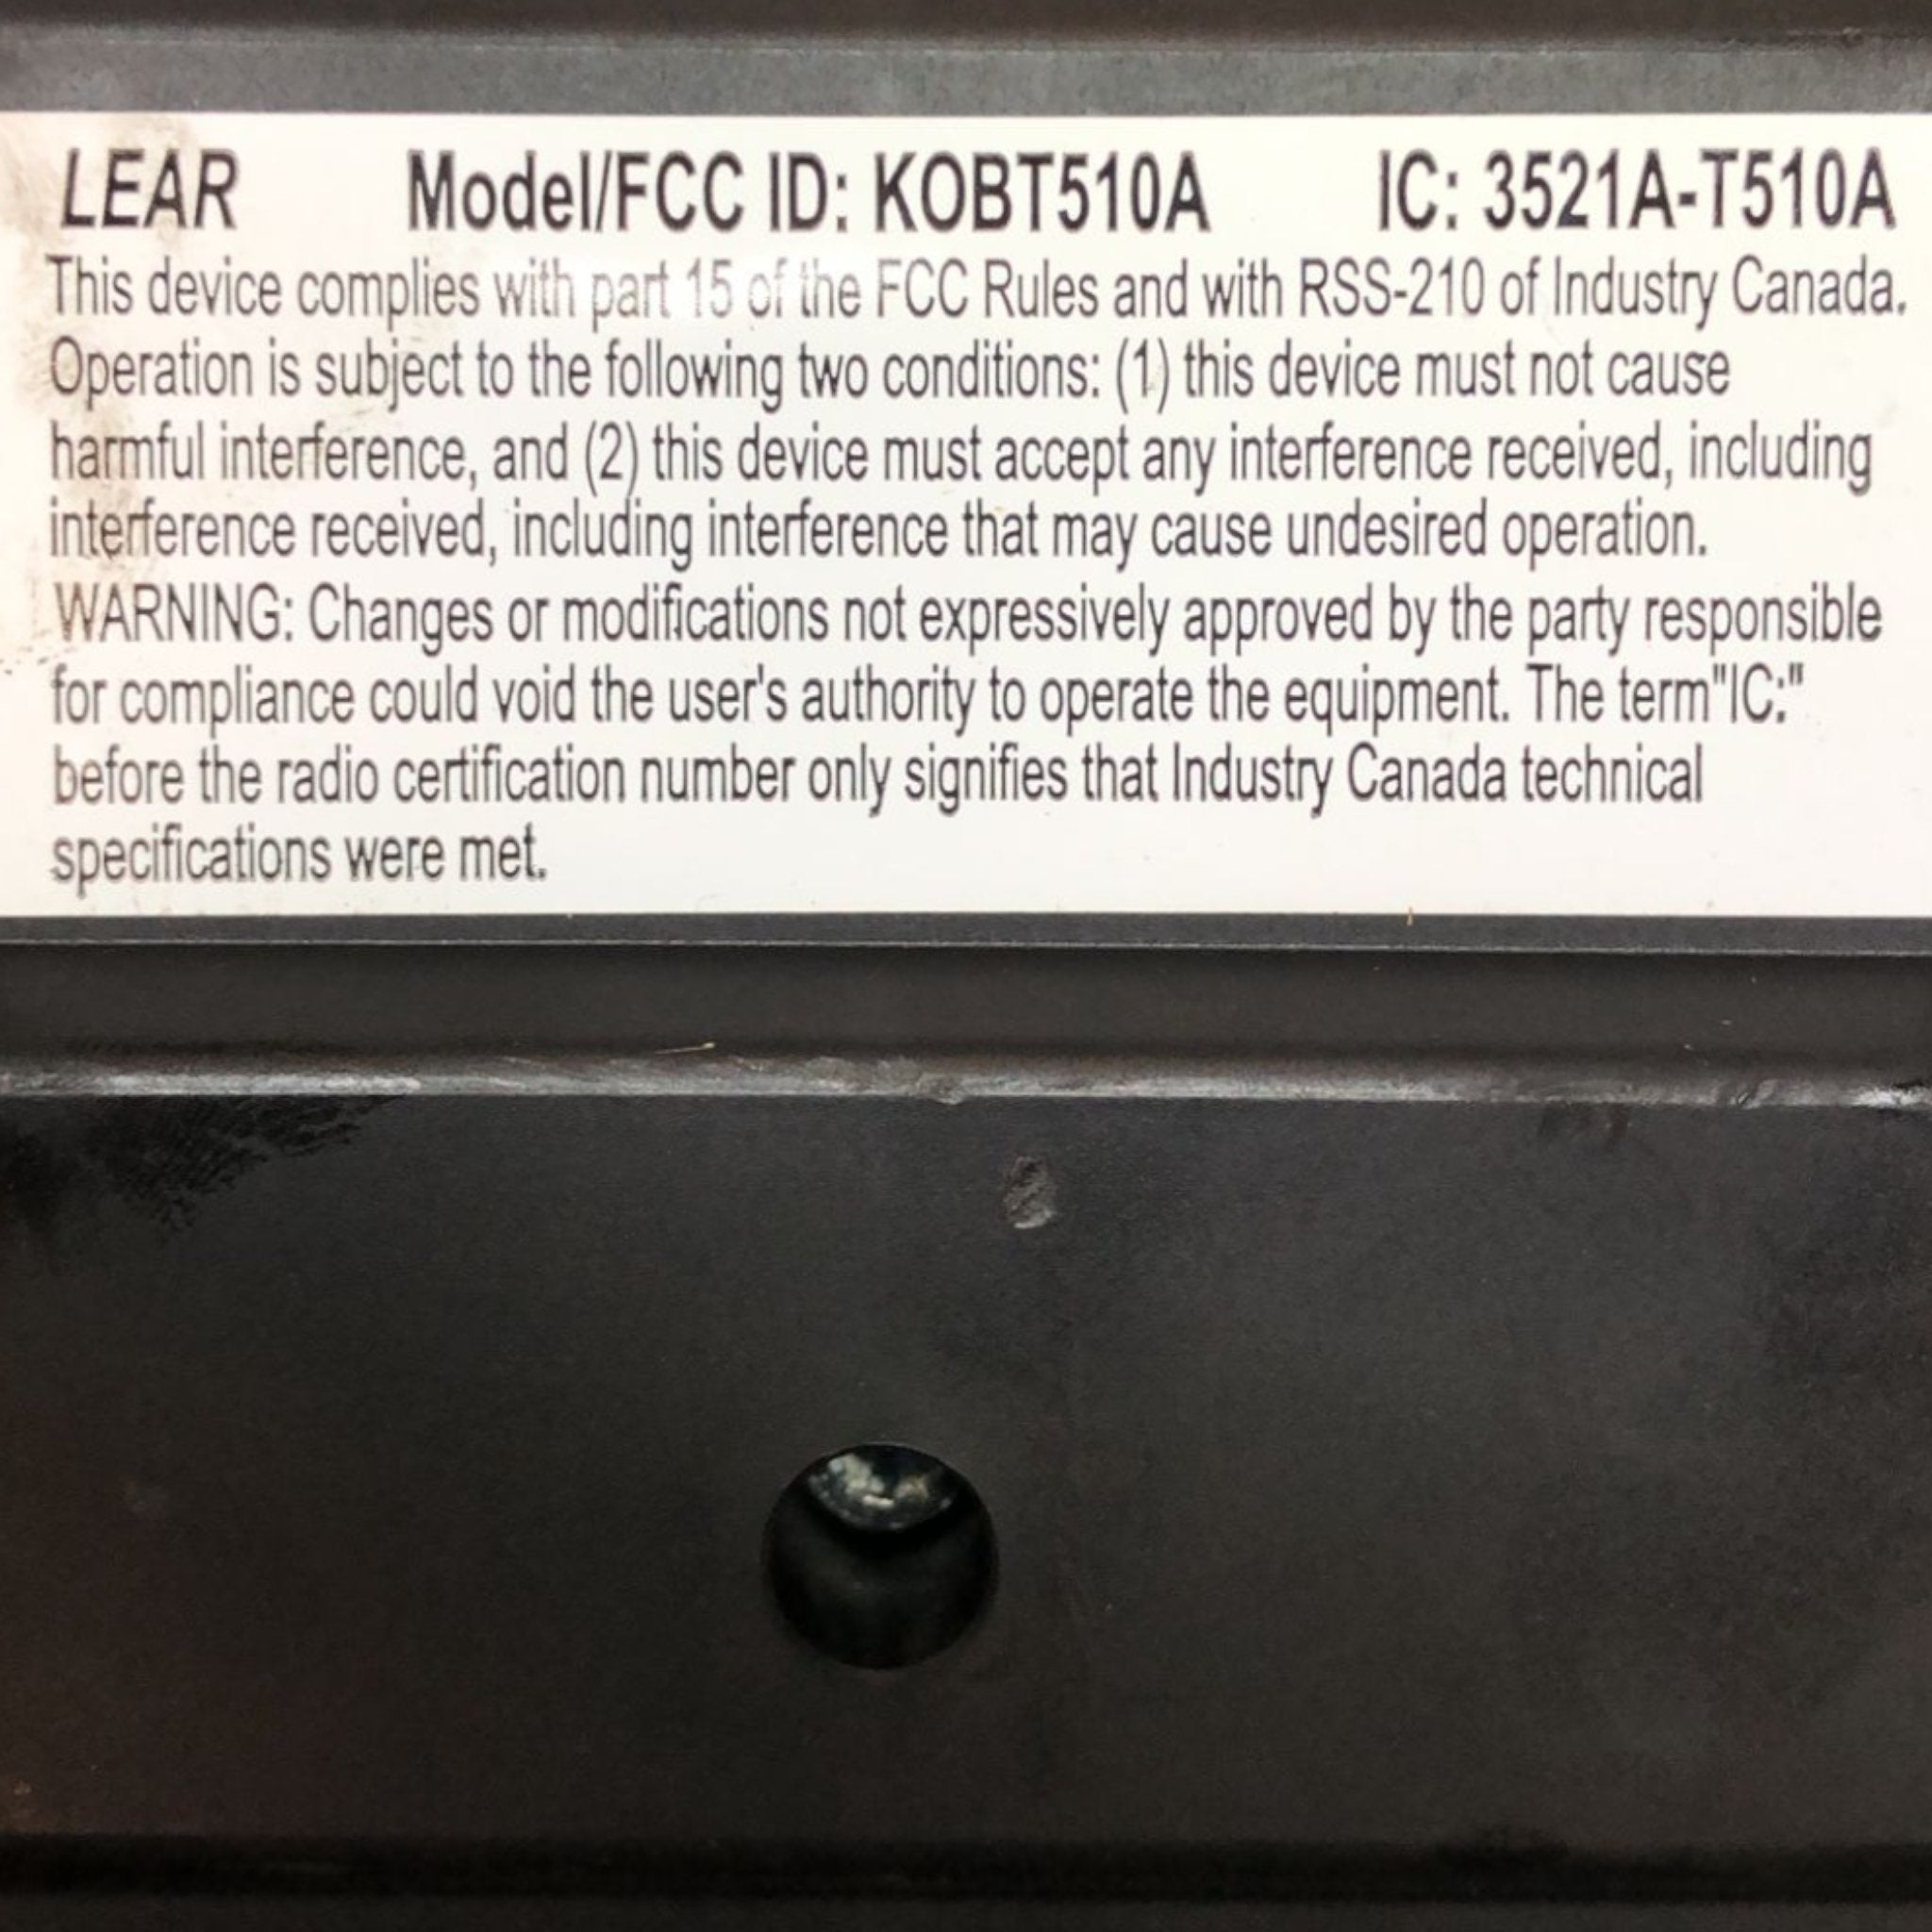 LEAR Model/FCC ID: KOBT510A IC: 3521A-T510A
This device complies with part 15 of the FCC Rules and with RSS-210 of Industry Canada.
Operation is subject to the following two conditions: (1) this device must not cause
harmful interference, and (2) this device must accept any interference received, including
interference received, including interference that may cause undesired operation.
WARNING: Changes or modifications not expressively approved by the party responsible
for compliance could void the user's authority to operate the equipment. The term"IC:"
before the radio certification number only signifies that Industry Canada technical
specifications were met.